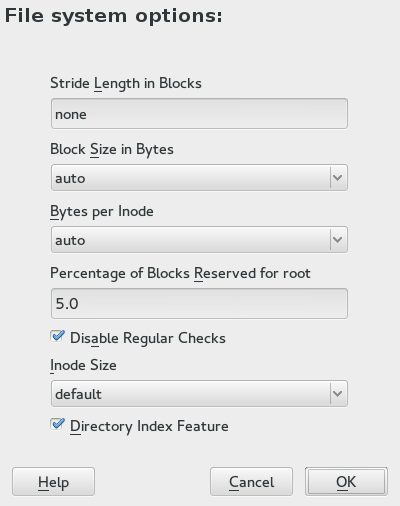 File system options:
Stride Length in Blocks
none
Block Size in Bytes
auto
Bytes per Inode
auto
Percentage of Blocks Reserved for root
5.0
Disable Regular Checks
Inode Size
default
Directory Index Feature
Help Cancel OK